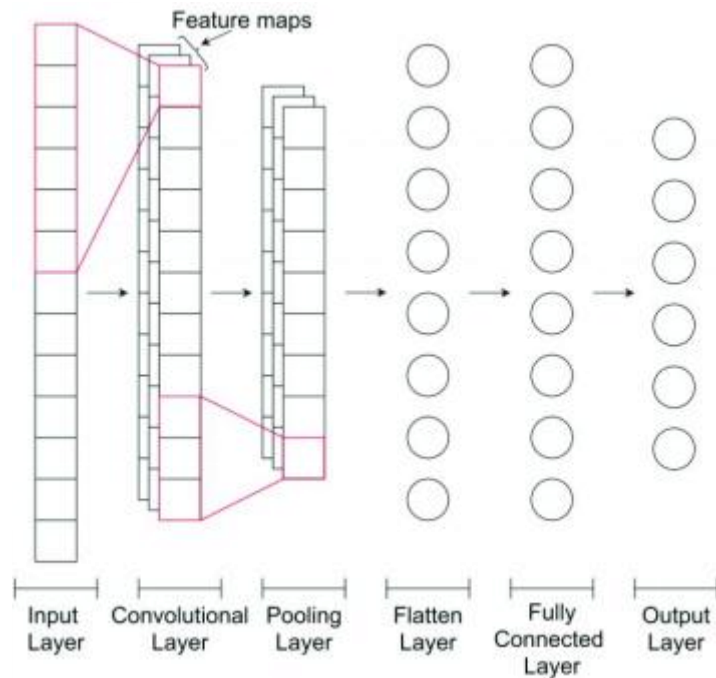 Feature maps
Input
Layer
Convolutional
Layer
Pooling
Layer
Flatten
Layer
Fully
Connected
Layer
Output
Layer